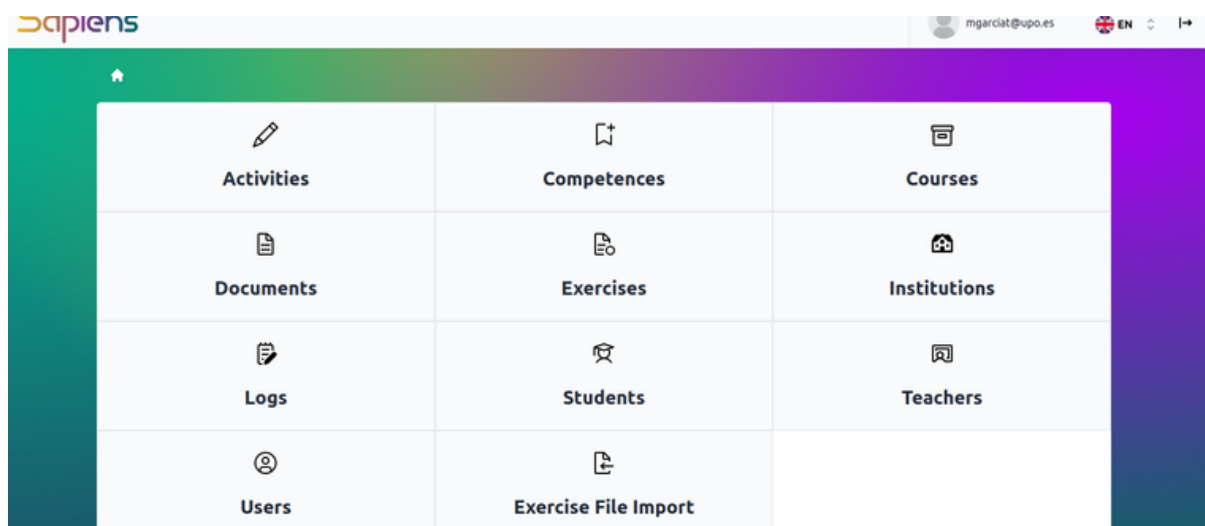 Sapiens
mgarciat@upo.es EN
Activities Competences Courses
Documents Exercises Institutions
Logs Students Teachers
Users Exercise File Import